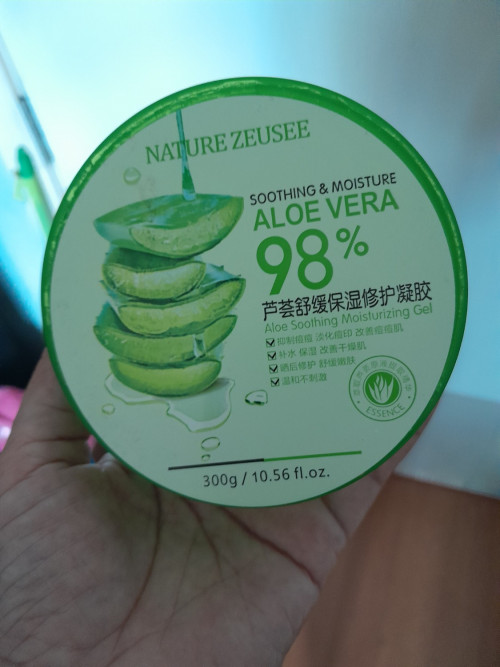 NATURE ZEUSEE
SOOTHING & MOISTURE
ALOE VERA
98%
芦荟舒缓保湿修护凝胶
Aloe Soothing Moisturizing Gel
抑制痘痘 淡化痘印 改善痘痘肌
补水 保湿 改善干燥肌
晒后修护 舒缓嫩肤
温和不刺激
ESSENCE
300g / 10.56 fl.oz.